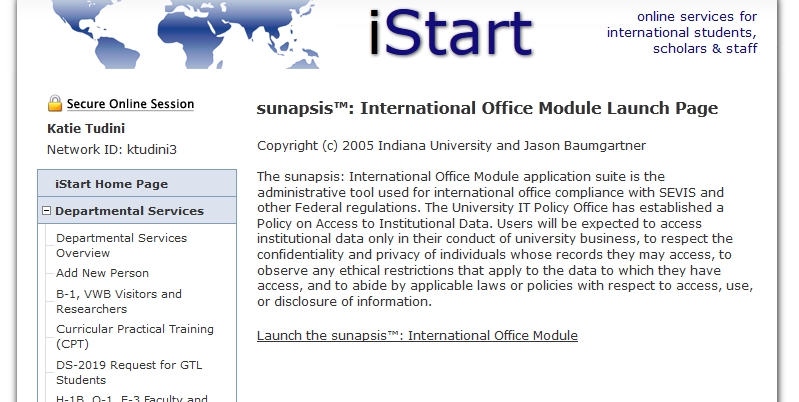 iStart
online services for
international students,
scholars & staff
Secure Online Session
Katie Tudini
Network ID: ktudini3
iStart Home Page
Departmental Services
Departmental Services
Overview
Add New Person
B-1, VWB Visitors and
Researchers
Curricular Practical Training
(CPT)
DS-2019 Request for GTL
Students
H-1B, O-1, E-3 Faculty and
sunapsis™: International Office Module Launch Page
Copyright (c) 2005 Indiana University and Jason Baumgartner
The sunapsis: International Office Module application suite is the
administrative tool used for international office compliance with SEVIS and
other Federal regulations. The University IT Policy Office has established a
Policy on Access to Institutional Data. Users will be expected to access
institutional data only in their conduct of university business, to respect the
confidentiality and privacy of individuals whose records they may access, to
observe any ethical restrictions that apply to the data to which they have
access, and to abide by applicable laws or policies with respect to access, use,
or disclosure of information.
Launch the sunapsis™: International Office Module